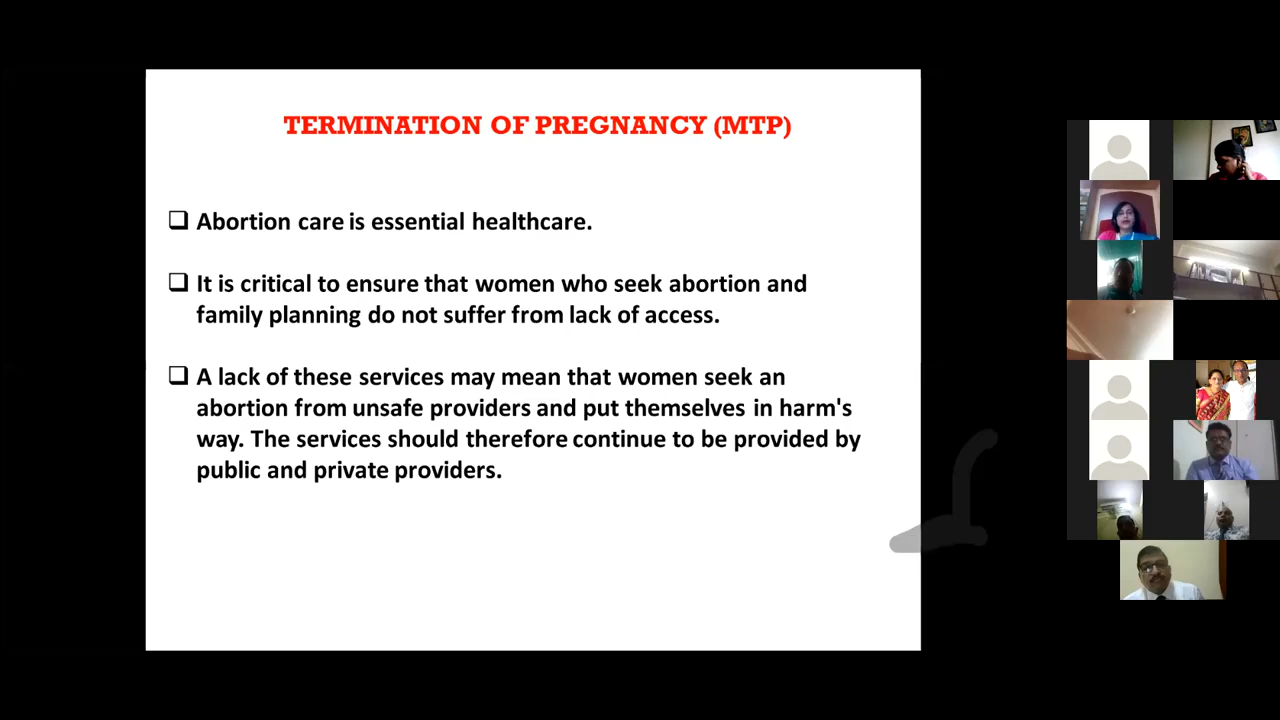 TERMINATION OF PREGNANCY (MTP)
Abortion care is essential healthcare.
It is critical to ensure that women who seek abortion and
family planning do not suffer from lack of access.
A lack of these services may mean that women seek an
abortion from unsafe providers and put themselves in harm's
way. The services should therefore continue to be provided by
public and private providers.